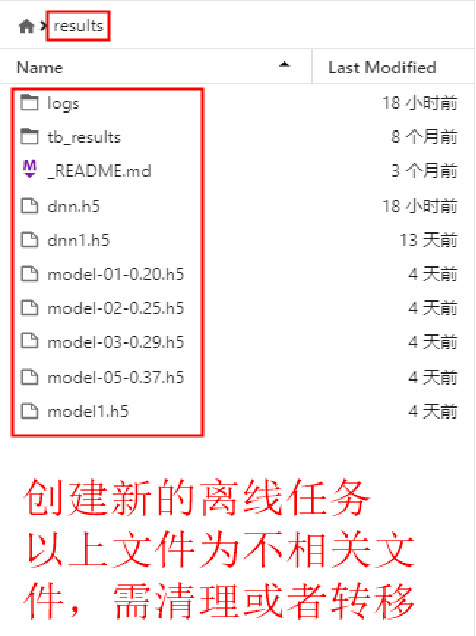 results
Name Last Modified
logs 18 小时前
tb_results 8 个月前
_README.md 3 个月前
dnn.h5 18 小时前
dnn1.h5 13 天前
model-01-0.20.h5 4 天前
model-02-0.25.h5 4 天前
model-03-0.29.h5 4 天前
model-05-0.37.h5 4 天前
model1.h5 4 天前
创建新的离线任务
以上文件为不相关文
件，需清理或者转移